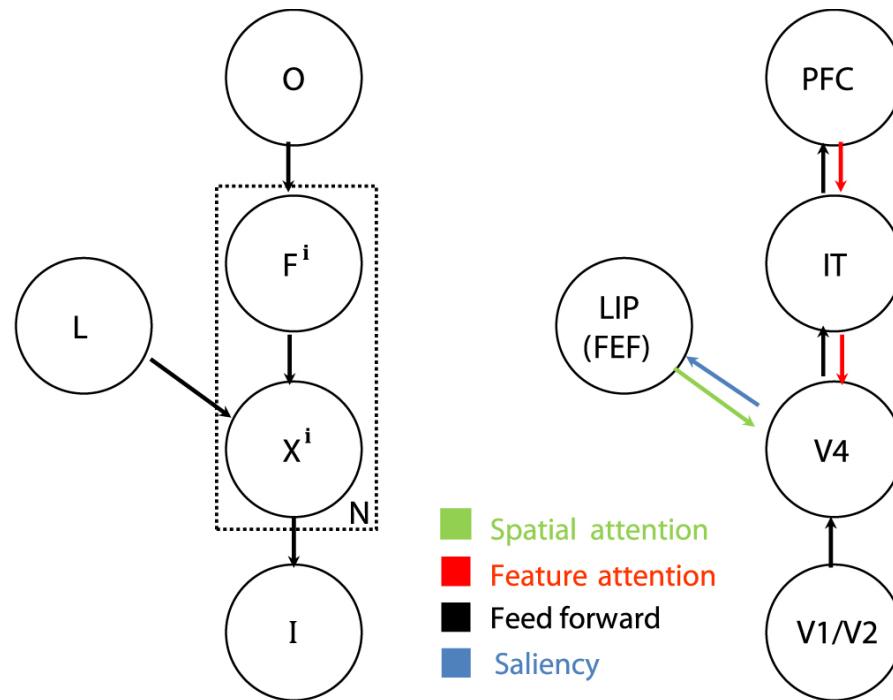 O
F i
L
X i
N
I
PFC
IT
LIP
(FEF)
V4
V1/V2
Spatial attention
Feature attention
Feed forward
Saliency